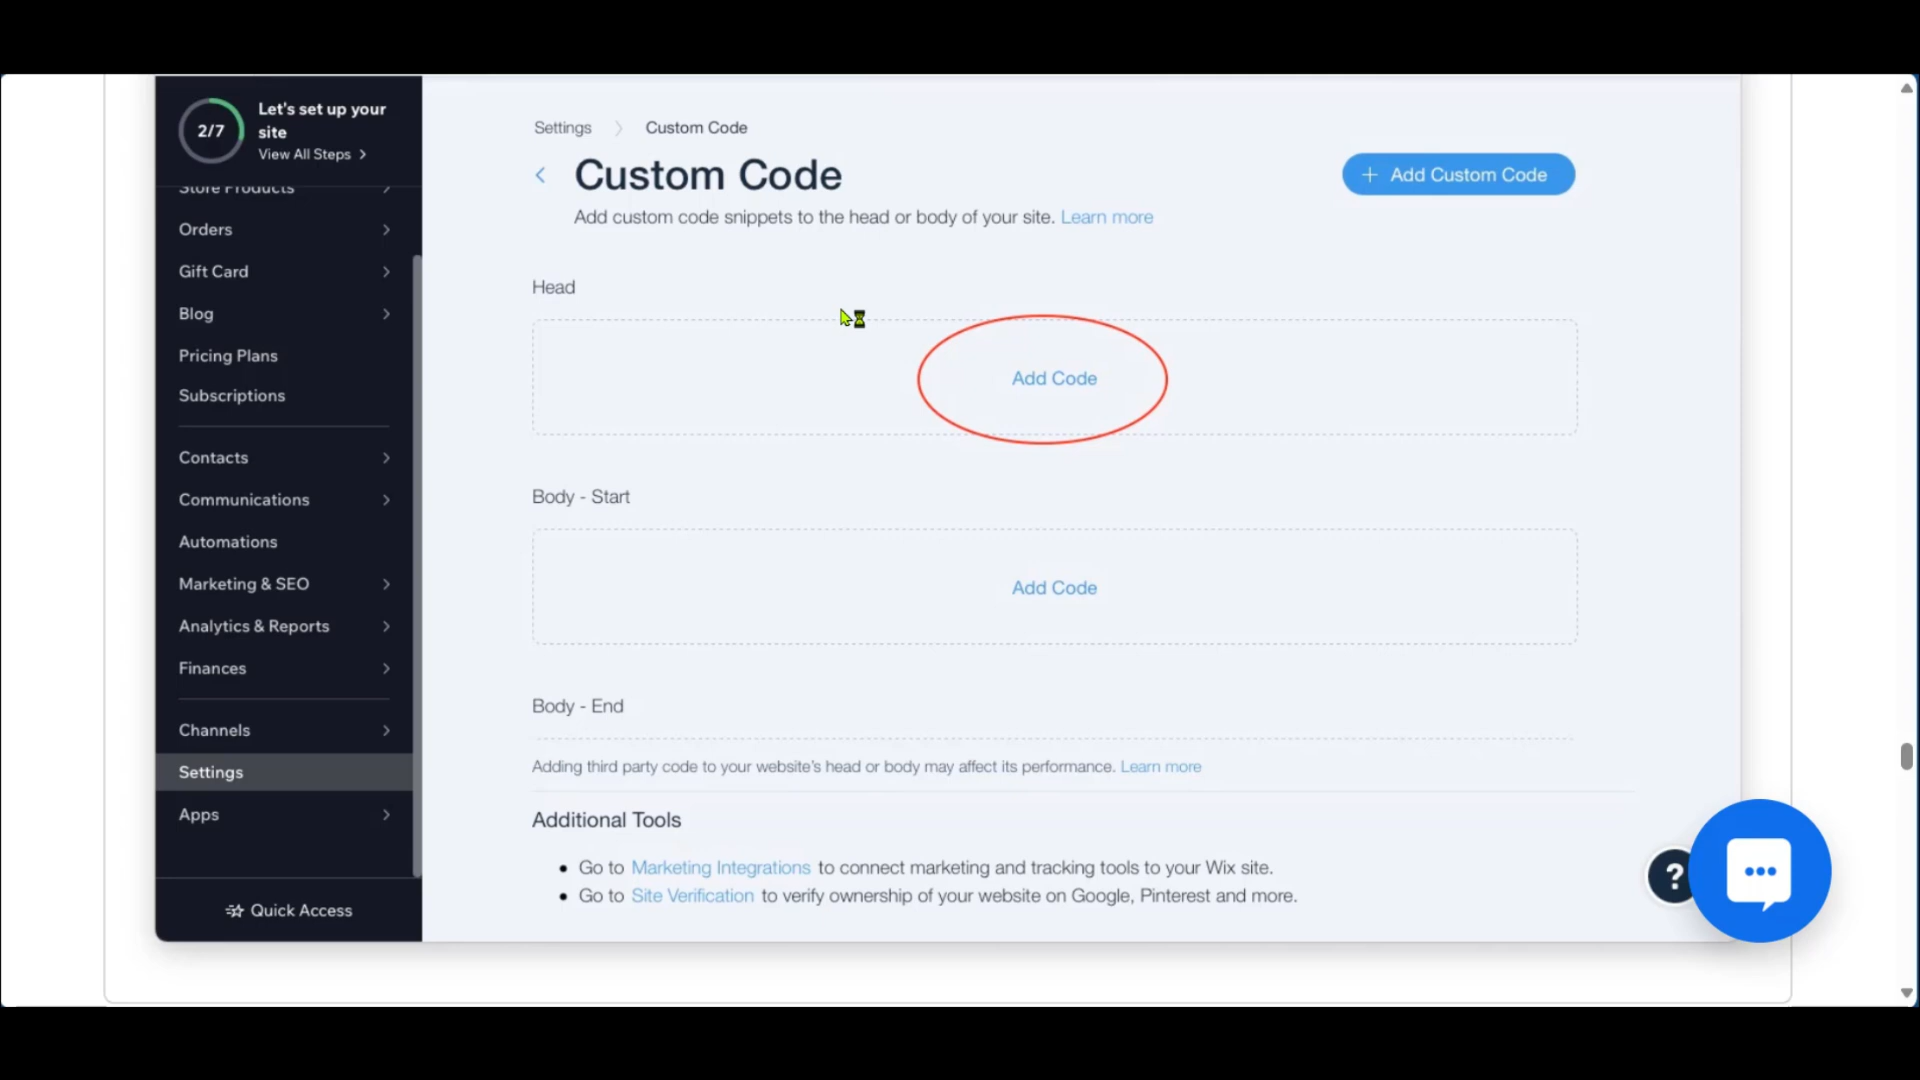 Let's set up your
site
2/7
View All Steps
Store Products
Orders
Gift Card
Blog
Pricing Plans
Subscriptions
Contacts
Communications
Automations
Marketing & SEO
Analytics & Reports
Finances
Channels
Settings
Apps
Quick Access
Settings > Custom Code
Custom Code
+ Add Custom Code
Add custom code snippets to the head or body of your site. Learn more
Head
Add Code
Body - Start
Add Code
Body - End
Adding third party code to your website's head or body may affect its performance. Learn more
Additional Tools
• Go to Marketing Integrations to connect marketing and tracking tools to your Wix site.
• Go to Site Verification to verify ownership of your website on Google, Pinterest and more.
?